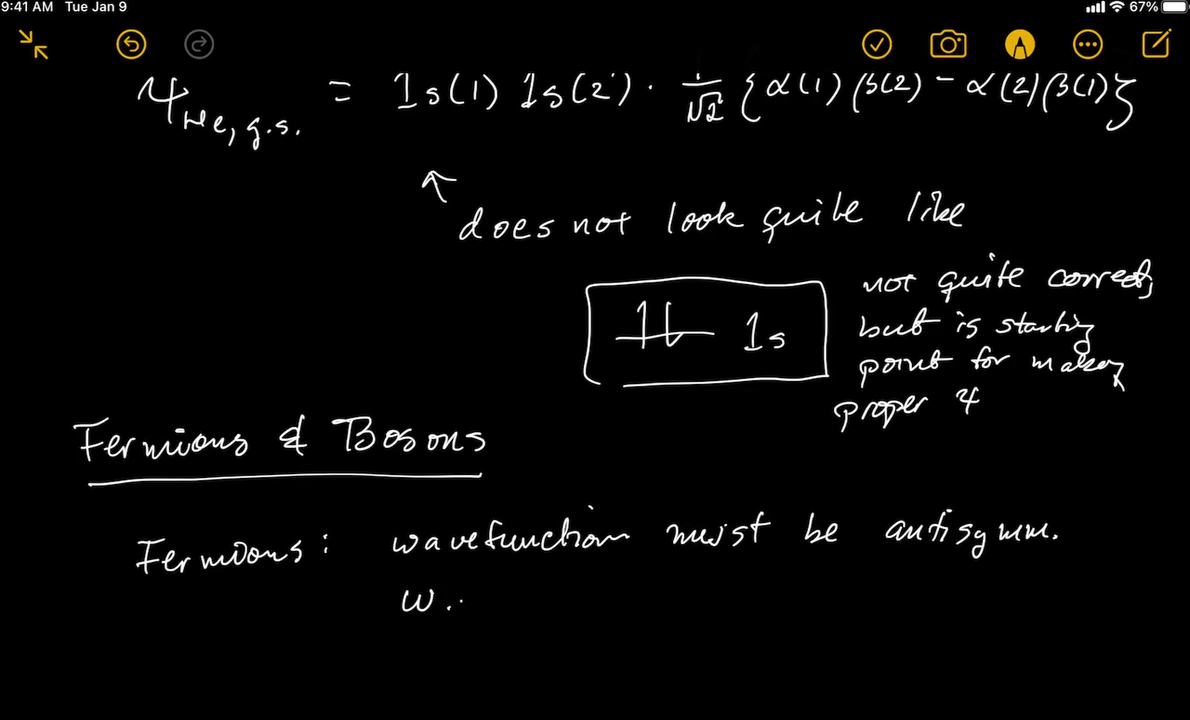 9:41 AM Tue Jan 9 67%
ψHe, g.s. = 1s(1) 1s(2) · 1/√2 {α(1)β(2) - α(2)β(1)}
does not look quite like
not quite correct,
but is starting
1s
point for making
proper ψ
Fermions & Bosons
Fermions: wavefunction must be antisymm.
w.